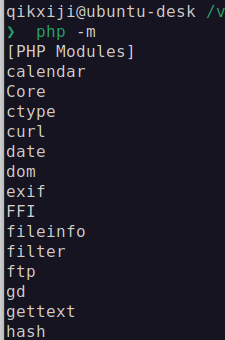 qikxiji@ubuntu-desk /v
❯ php -m
[PHP Modules]
calendar
Core
ctype
curl
date
dom
exif
FFI
fileinfo
filter
ftp
gd
gettext
hash